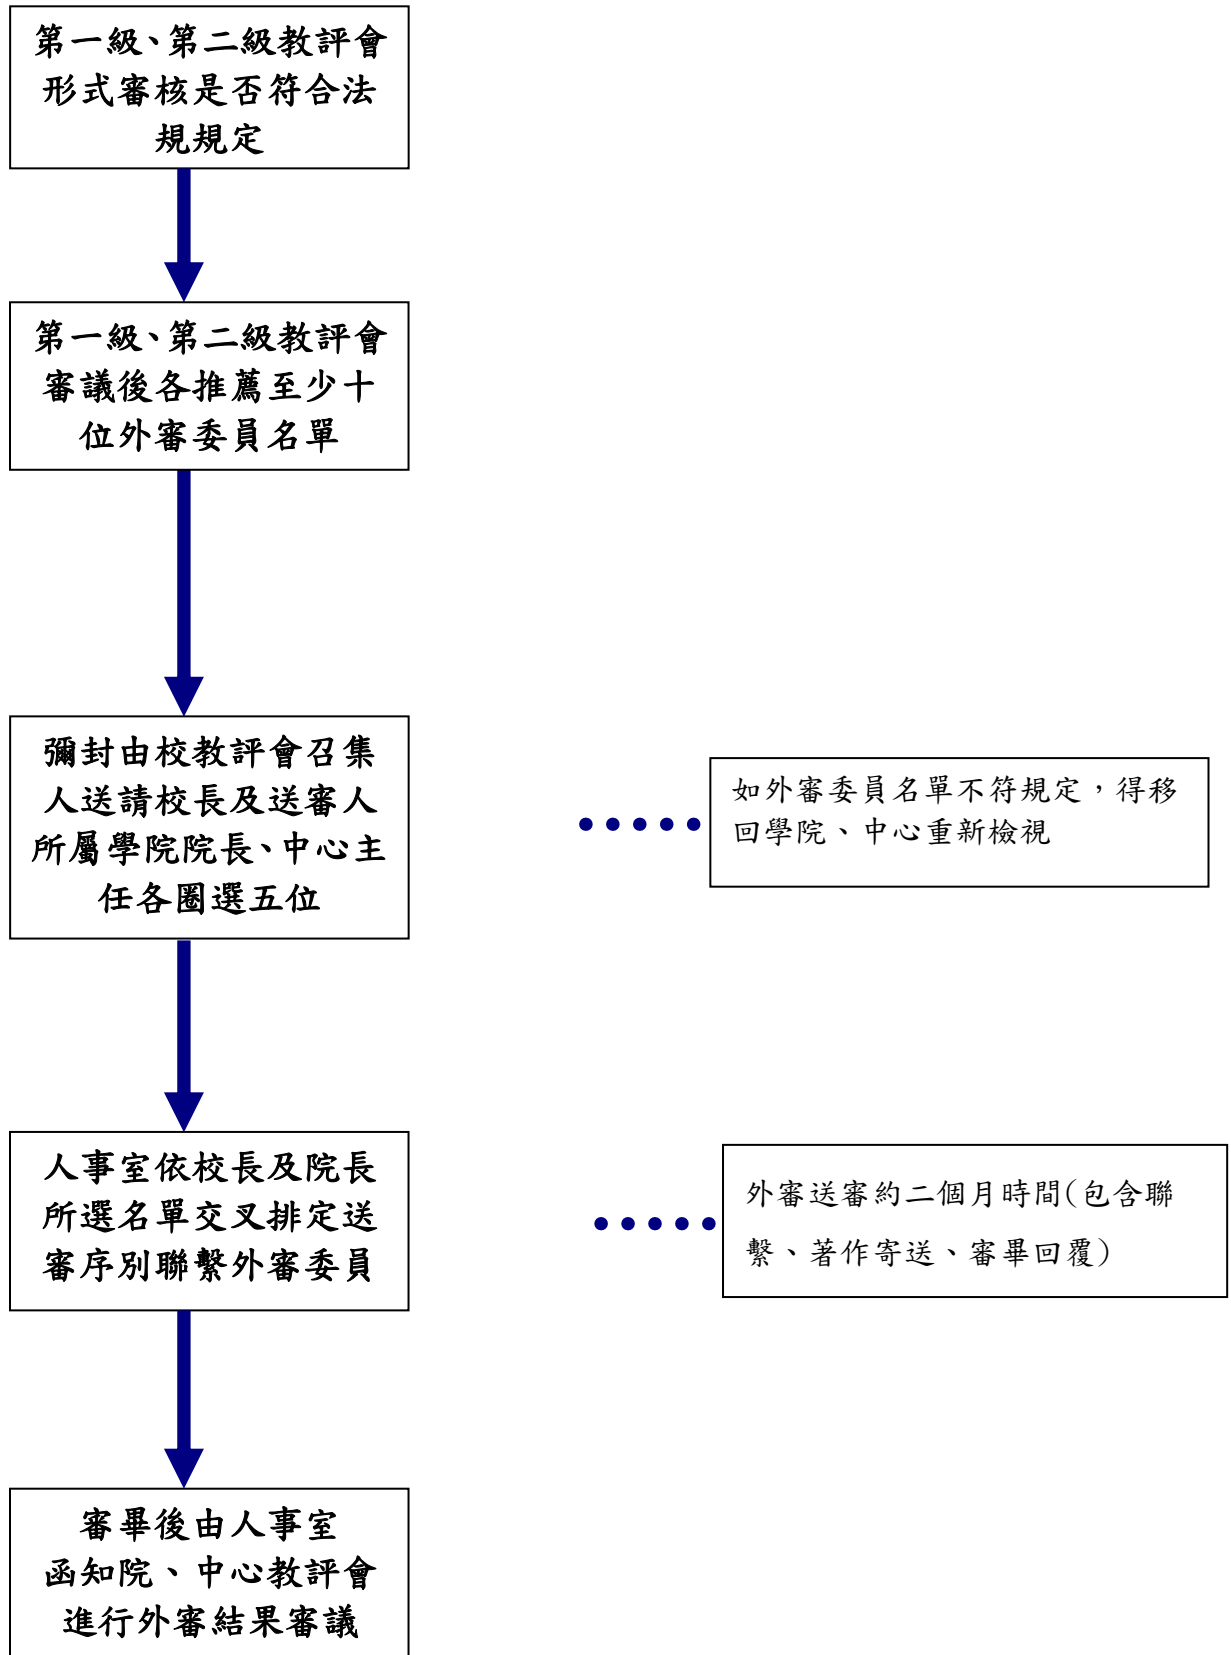 第一級、第二級教評會
形式審核是否符合法
規規定
第一級、第二級教評會
審議後各推薦至少十
位外審委員名單
彌封由校教評會召集
人送請校長及送審人
所屬學院院長、中心主
任各圈選五位
如外審委員名單不符規定，得移
回學院、中心重新檢視
人事室依校長及院長
所選名單交叉排定送
審序別聯繫外審委員
外審送審約二個月時間(包含聯
繫、著作寄送、審畢回覆)
審畢後由人事室
函知院、中心教評會
進行外審結果審議